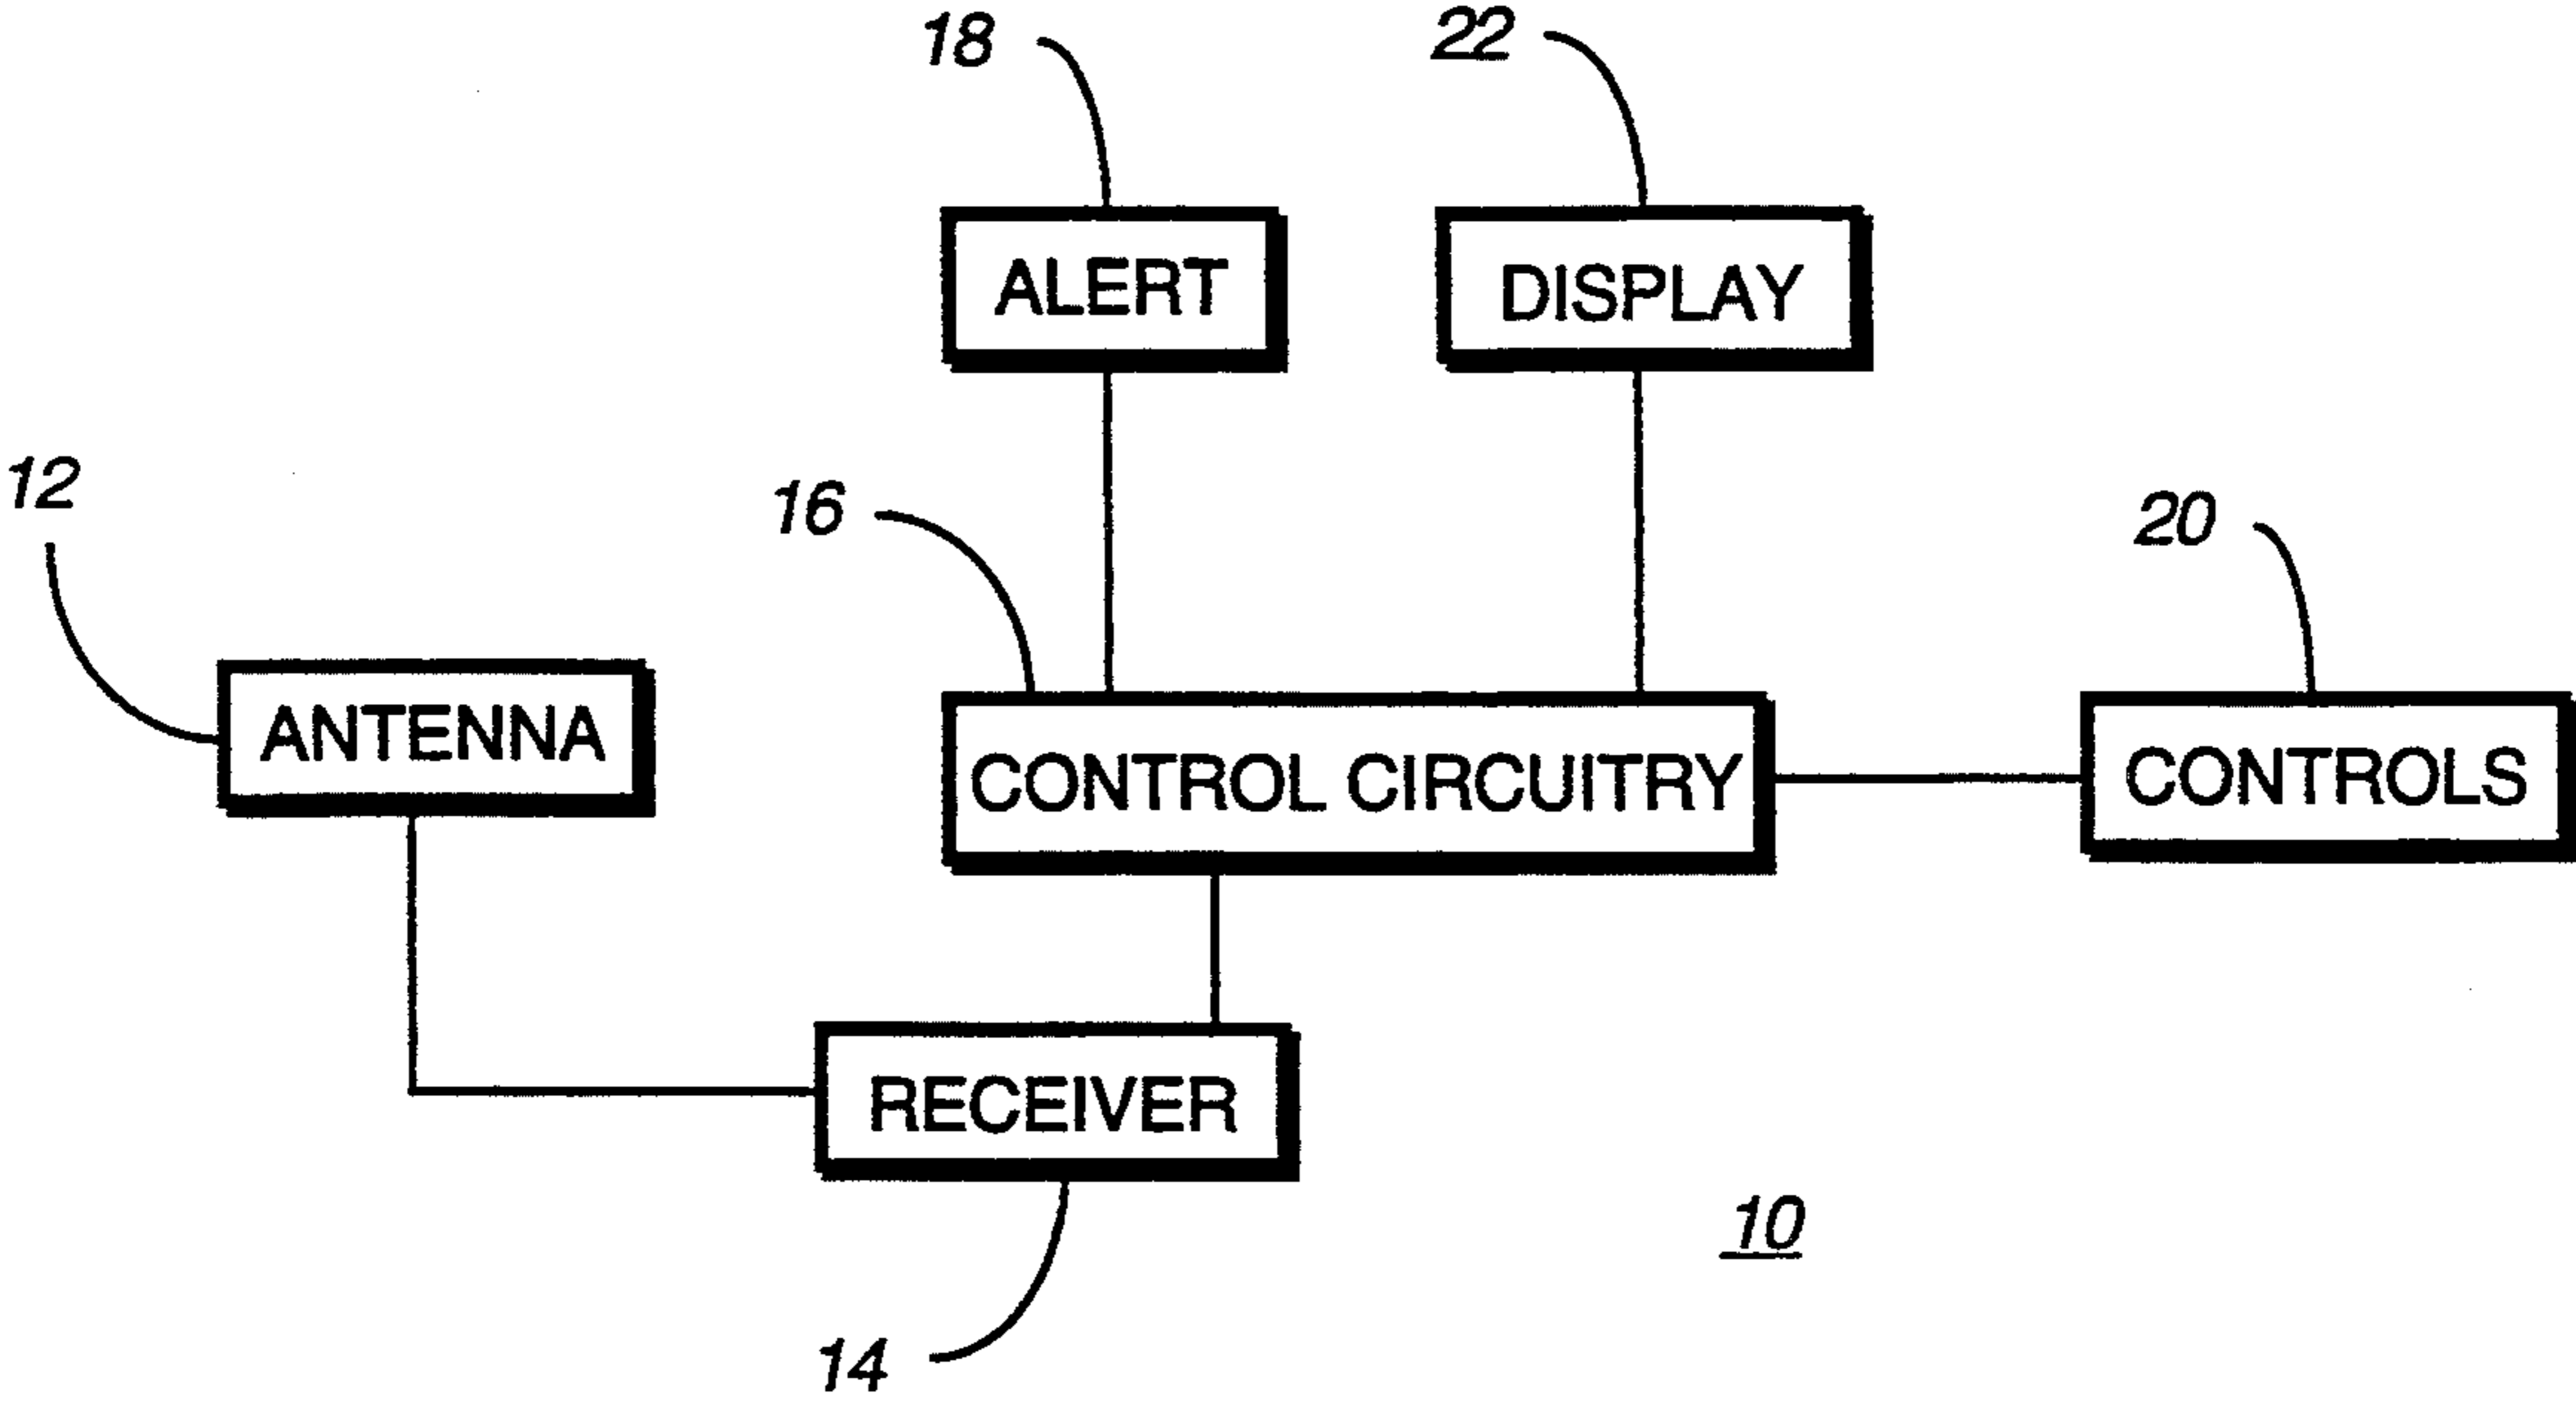 18
22
ALERT
DISPLAY
12
16
20
ANTENNA
CONTROL CIRCUITRY
CONTROLS
RECEIVER
10
14